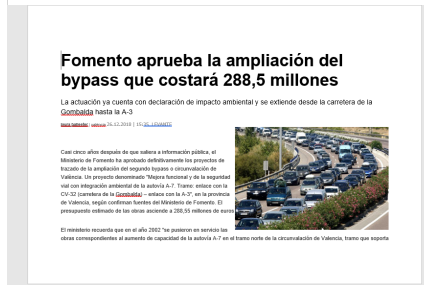 Fomento aprueba la ampliación del
bypass que costará 288,5 millones
La actuación ya cuenta con declaración de impacto ambiental y se extiende desde la carretera de la
Gombalda hasta la A-3
26.12.2018 | LEVANTE
Casi cinco años después de que saliera a información pública, el
Ministerio de Fomento ha aprobado definitivamente los proyectos de
trazado de la ampliación del segundo bypass o circunvalación de
Valencia. Un proyecto denominado "Mejora funcional y de la seguridad
vial con integración ambiental de la autovía A-7. Tramo: enlace con la
CV-32 (carretera de la Gombalda) – enlace con la A-3", en la provincia
de Valencia, según confirman fuentes del Ministerio de Fomento. El
presupuesto estimado de las obras asciende a 288,55 millones de euros
El ministerio recuerda que en el año 2002 "se pusieron en servicio las
obras correspondientes al aumento de capacidad de la autovía A-7 en el tramo norte de la circunvalación de Valencia, tramo que soporta